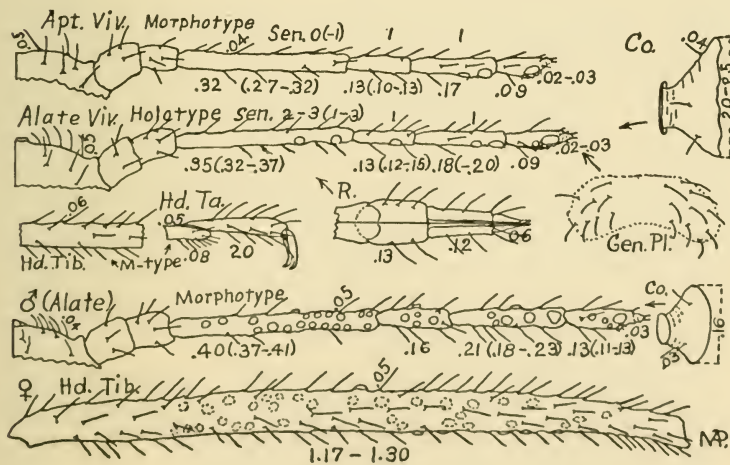 Apt. Viv. Morphotype Sen. 0(-1) 1 1
.05 .04 Co. .04
.32 (.27-.32) .13(.10-.13) .17 .09 .02-.03
Alate Viv. Holotype Sen. 2-3(1-3) 1 1
.05 .02-.03
.35(.32-.37) .13(.12-.15) .18(-.20) .09
.06 Hd. Ta. R.
.05
Hd. Tib. M-type .08 .20 .13 .12 .06 Gen. Pl.
♂ (Alate) Morphotype .05 Co.
.03 .16
.40(.37-.41) .16 .21(.18-.23) .13(.11-.13) .03
♀ Hd. Tib. .05
1.17 - 1.30